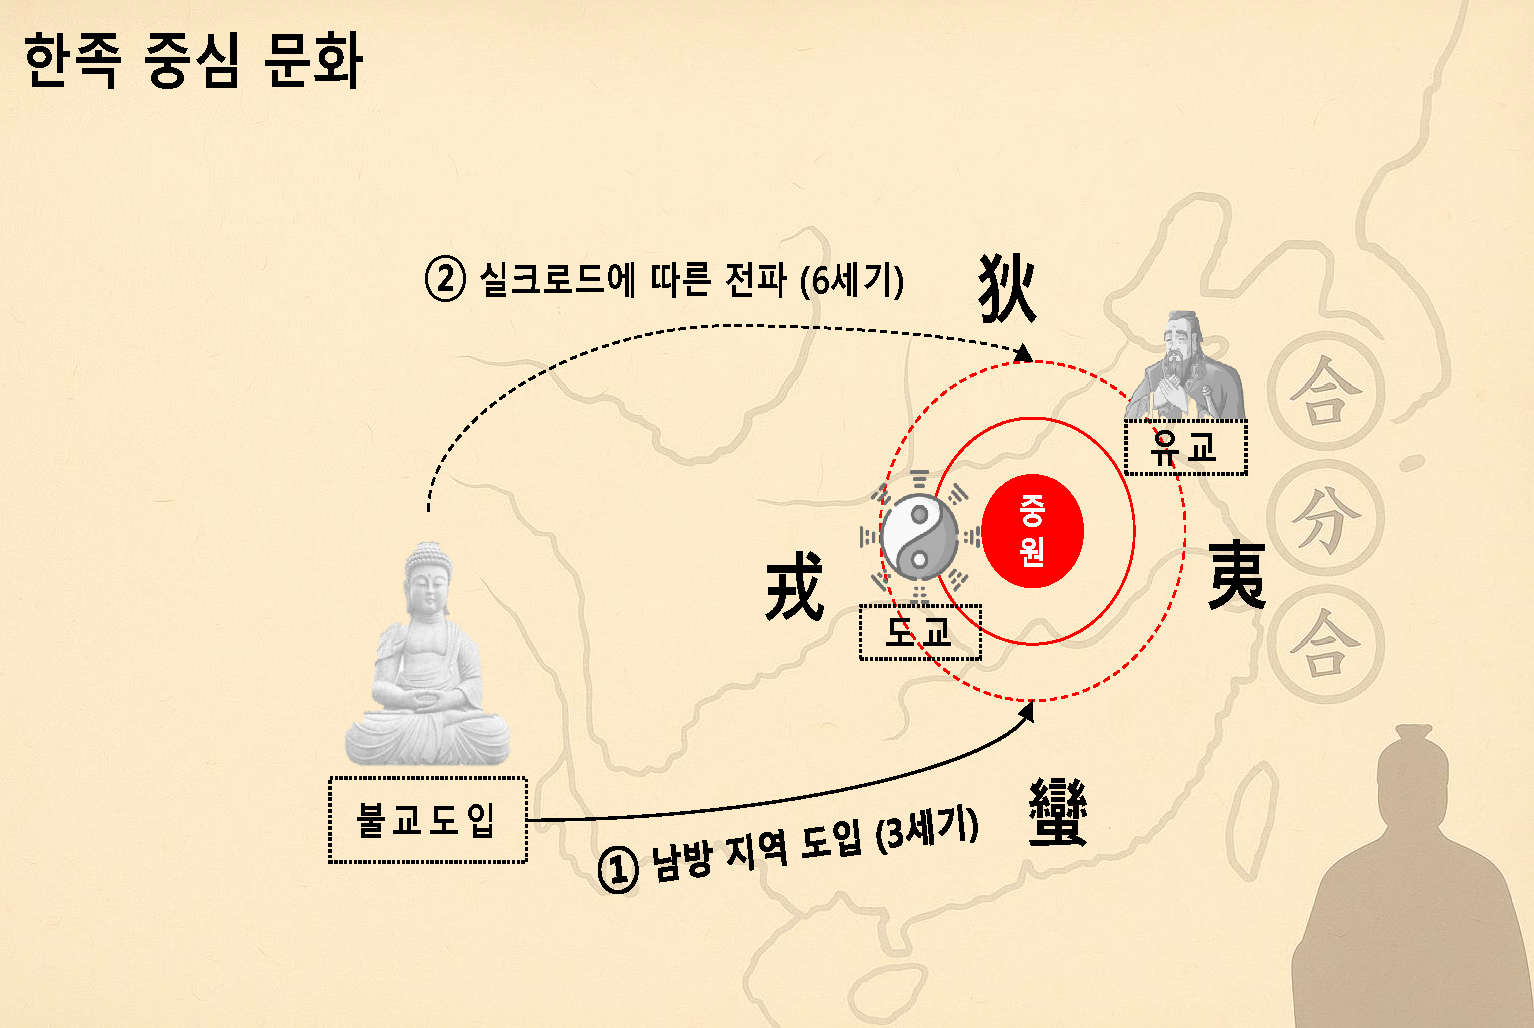 한족 중심 문화
② 실크로드에 따른 전파 (6세기)
狄
合
유교
중
원
分
戎
夷
도교
合
불교도입
① 남방 지역 도입 (3세기)
蠻